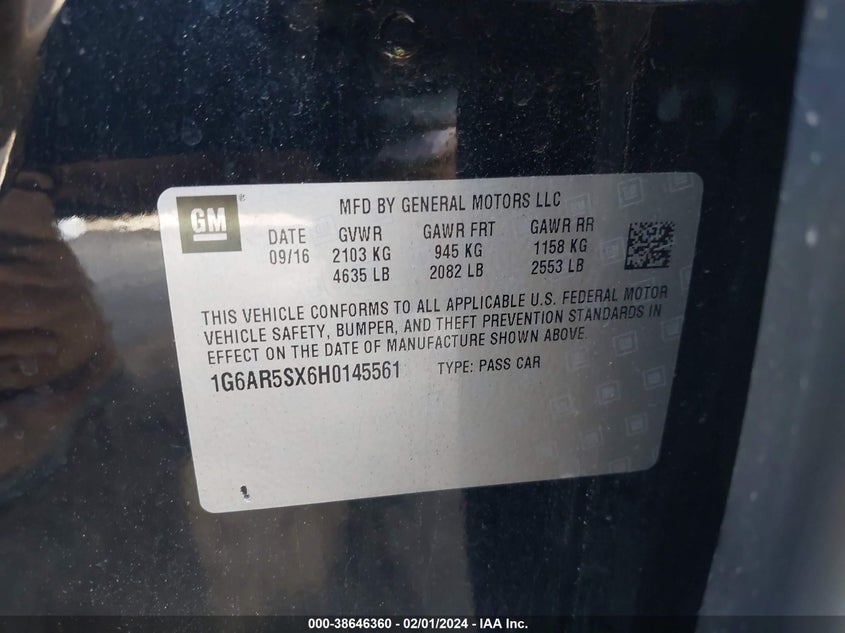 GM
MFD BY GENERAL MOTORS LLC
DATE GVWR GAWR FRT GAWR RR
09/16 2103 KG 945 KG 1158 KG
4635 LB 2082 LB 2553 LB
THIS VEHICLE CONFORMS TO ALL APPLICABLE U.S. FEDERAL MOTOR
VEHICLE SAFETY, BUMPER, AND THEFT PREVENTION STANDARDS IN
EFFECT ON THE DATE OF MANUFACTURE SHOWN ABOVE.
1G6AR5SX6H0145561 TYPE: PASS CAR
000-38646360 - 02/01/2024 - IAA Inc.